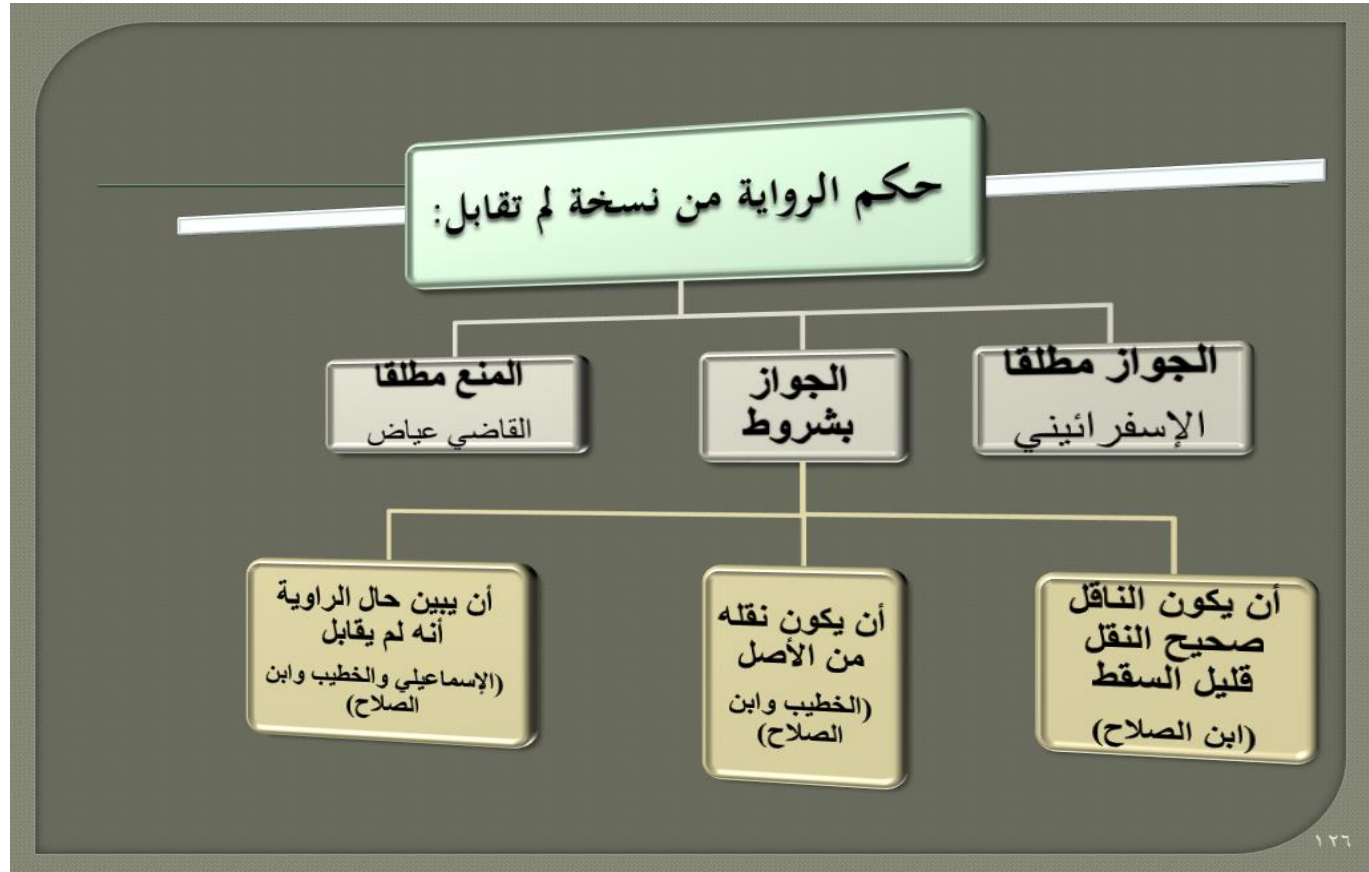 حكم الرواية من نسخة لم تقابل:
الجواز مطلقا
الإسفرائيني
الجواز
بشروط
المنع مطلقا
القاضي عياض
أن يكون الناقل
صحيح النقل
قليل السقط
(ابن الصلاح)
أن يكون نقله
من الأصل
(الخطيب وابن
الصلاح)
أن يبين حال الراوية
أنه لم يقابل
(الإسماعيلي والخطيب وابن
الصلاح)
١٢٦